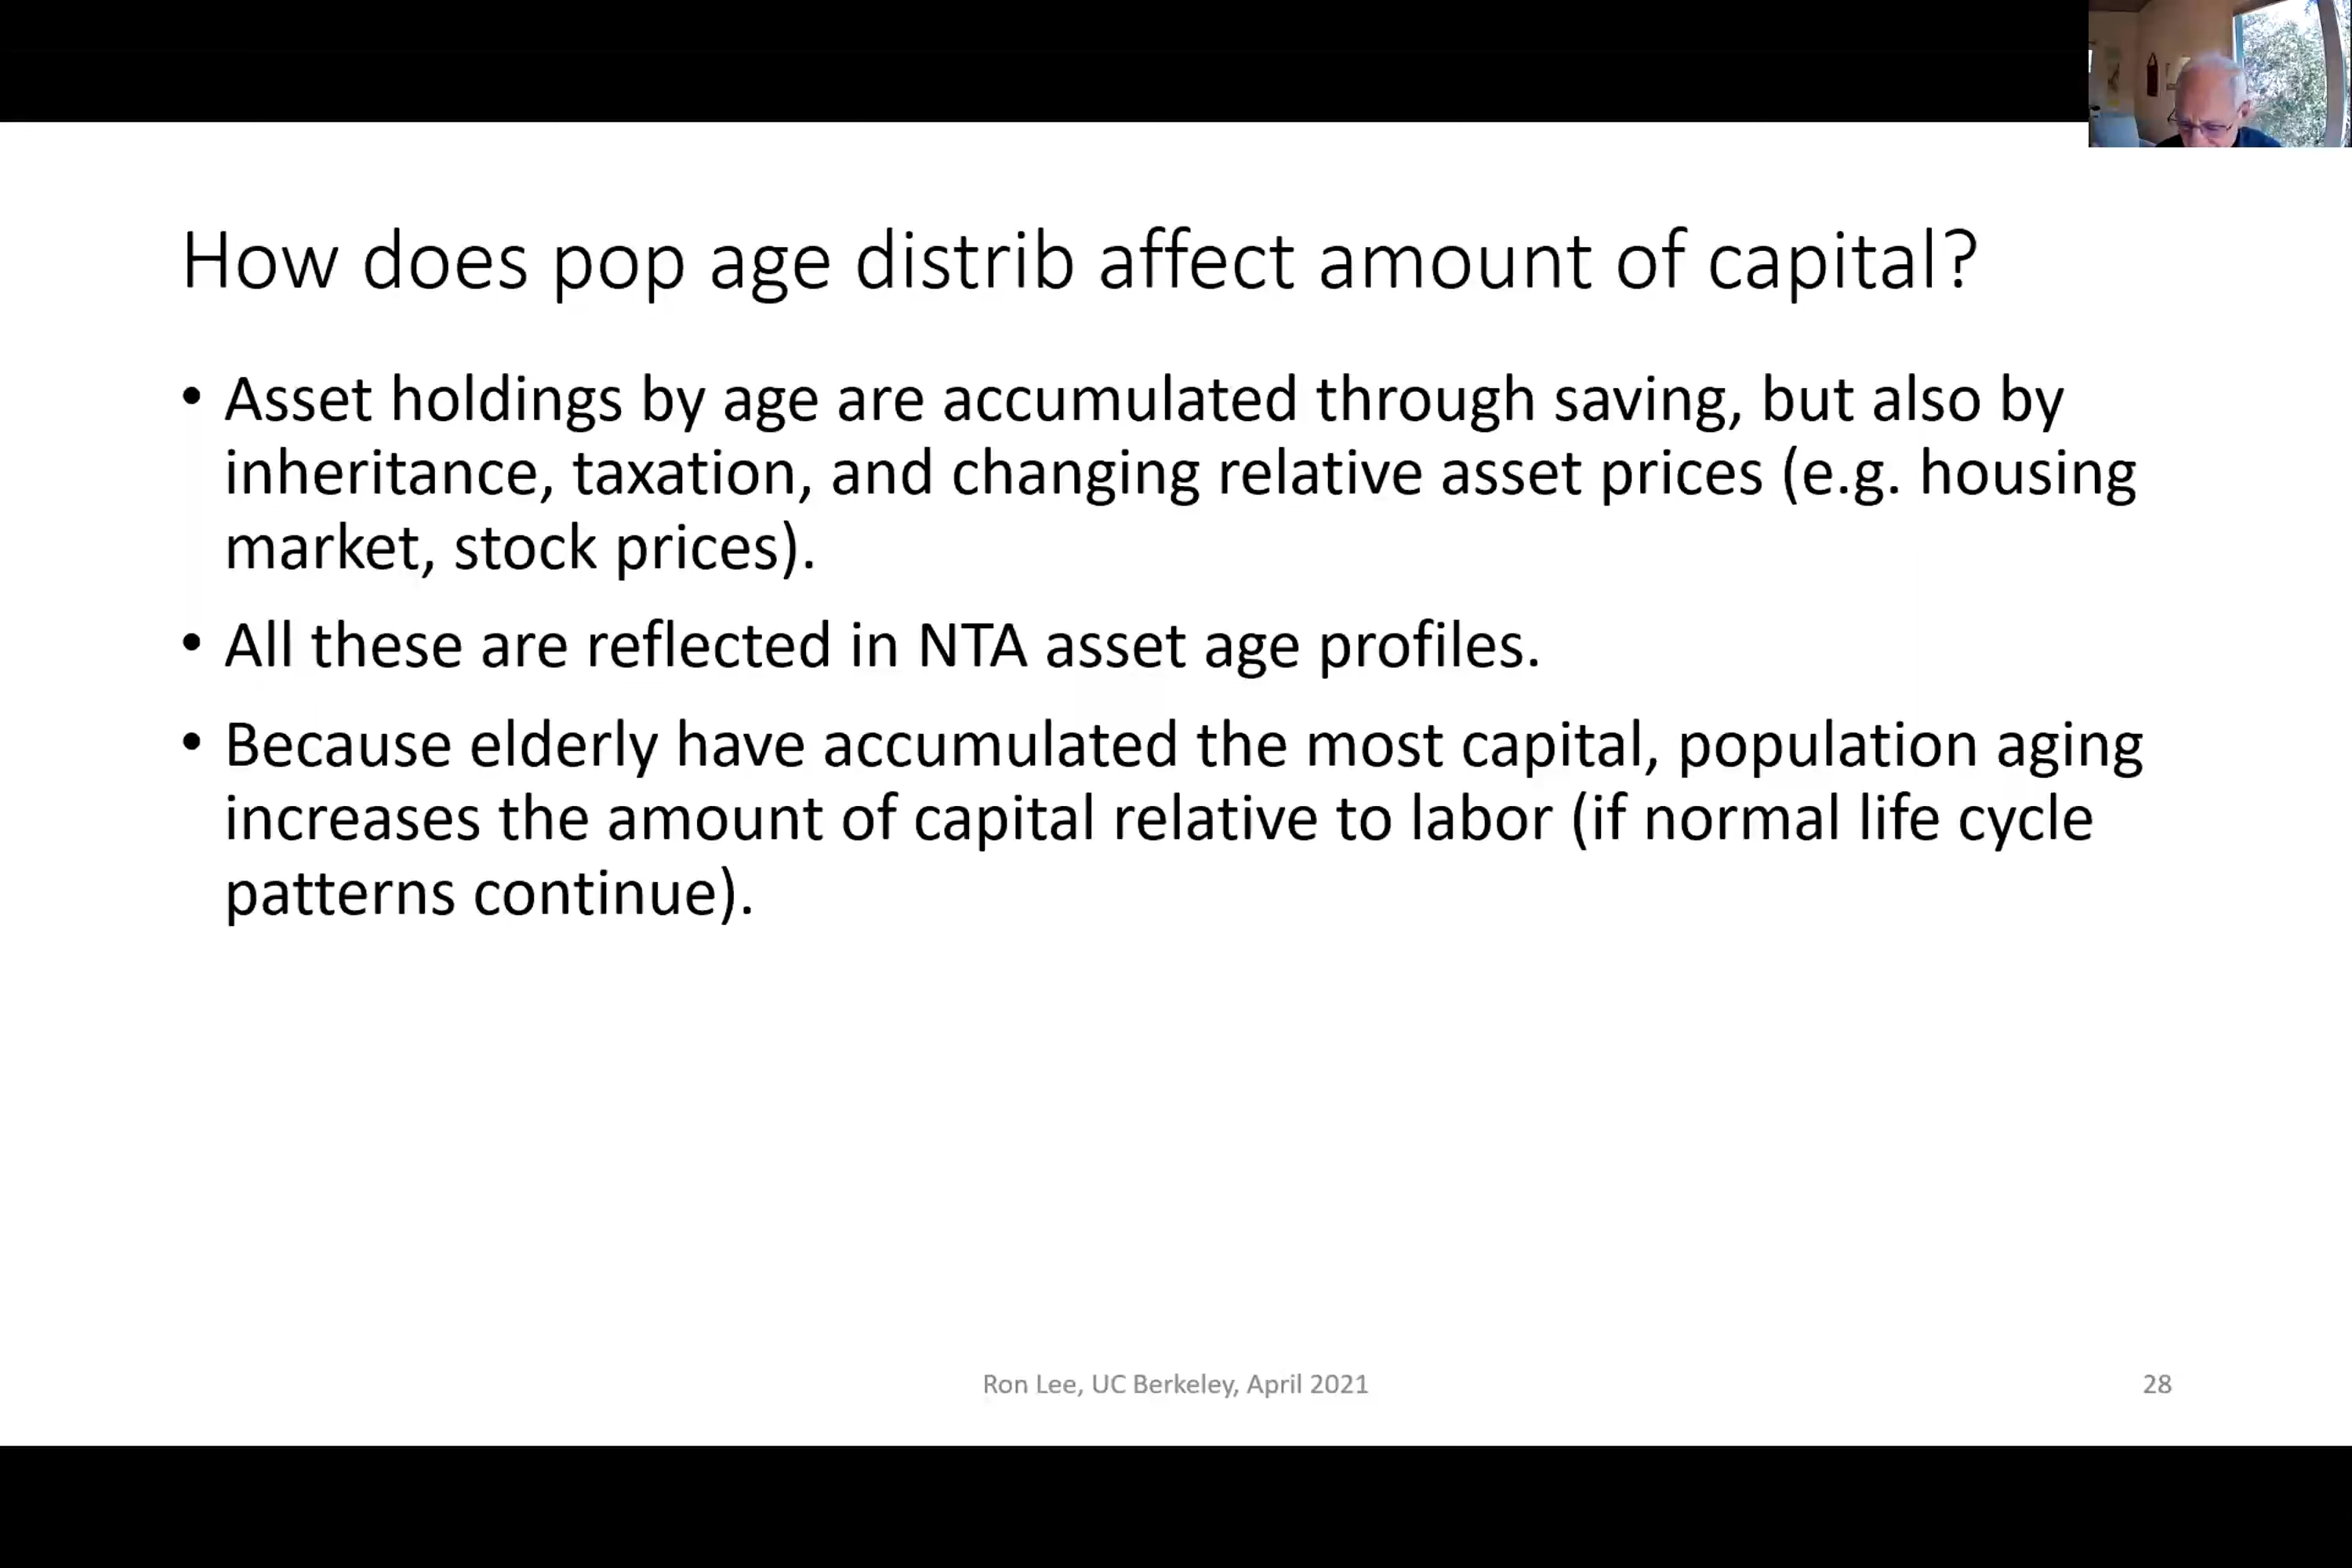 How does pop age distrib affect amount of capital?
• Asset holdings by age are accumulated through saving, but also by
inheritance, taxation, and changing relative asset prices (e.g. housing
market, stock prices).
• All these are reflected in NTA asset age profiles.
• Because elderly have accumulated the most capital, population aging
increases the amount of capital relative to labor (if normal life cycle
patterns continue).
Ron Lee, UC Berkeley, April 2021
28